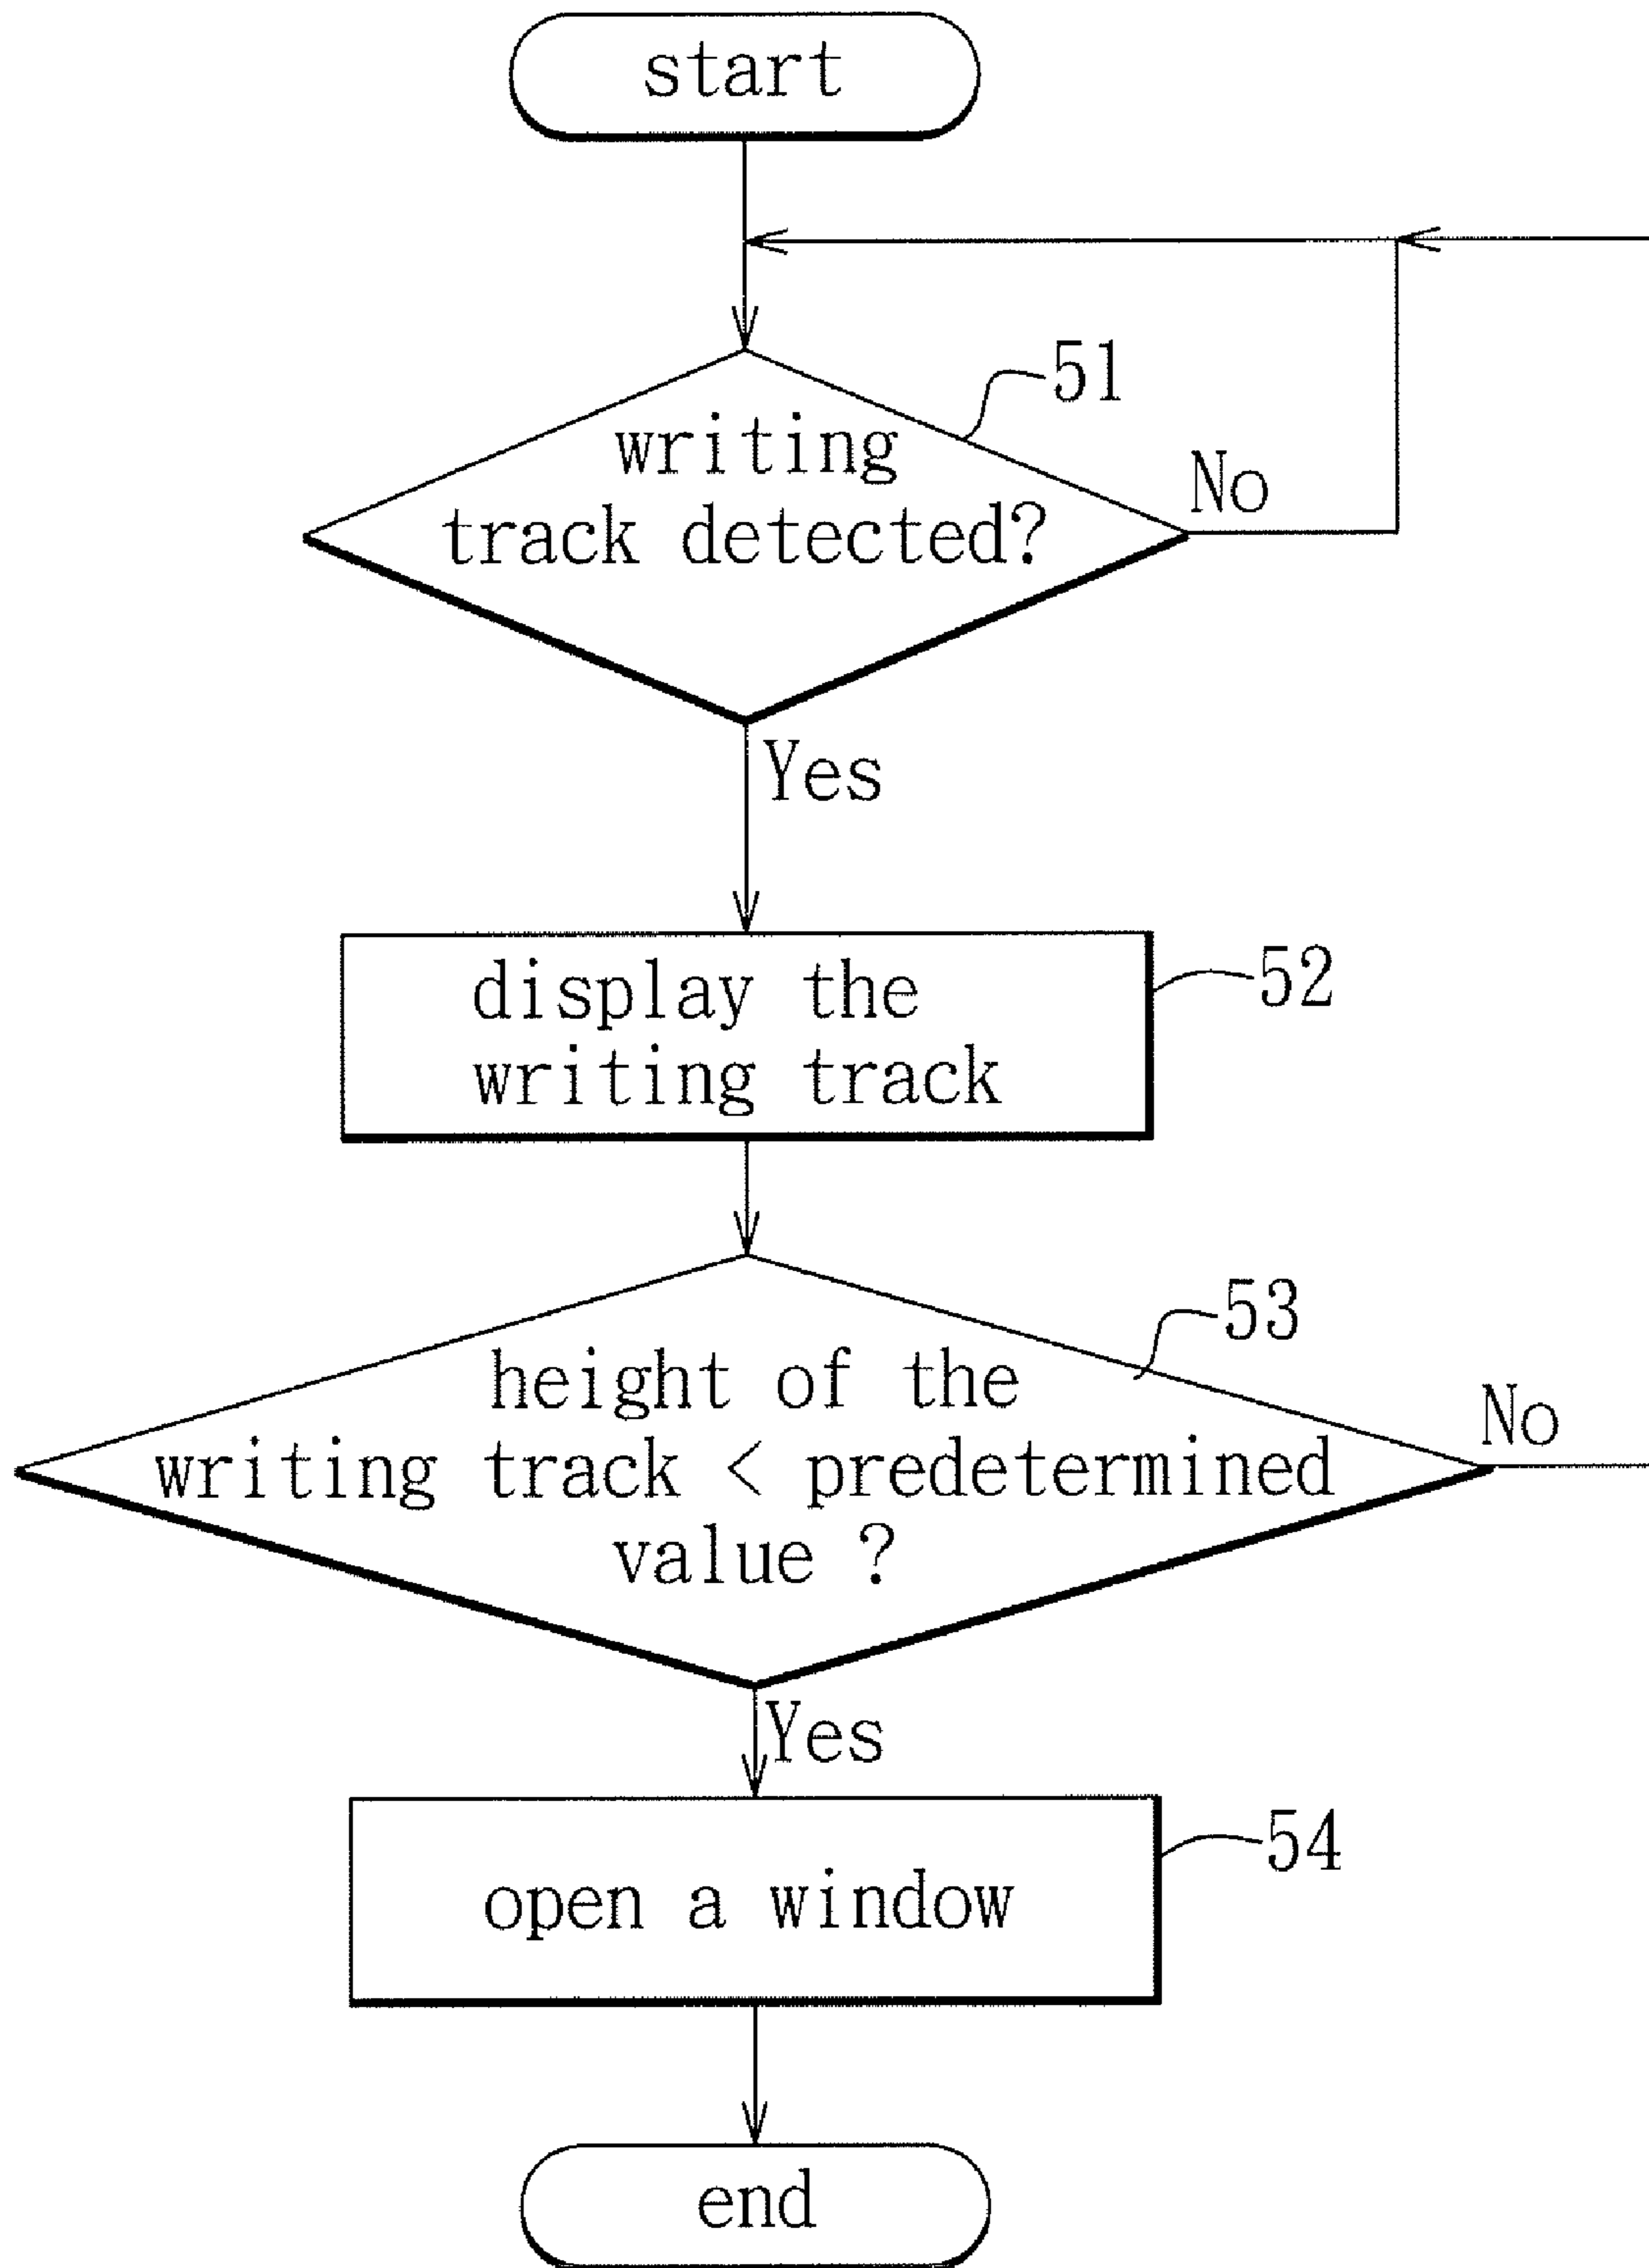 start
51
writing
track detected?
No
Yes
display the
writing track
52
53
height of the
writing track < predetermined
value ?
No
Yes
open a window
54
end